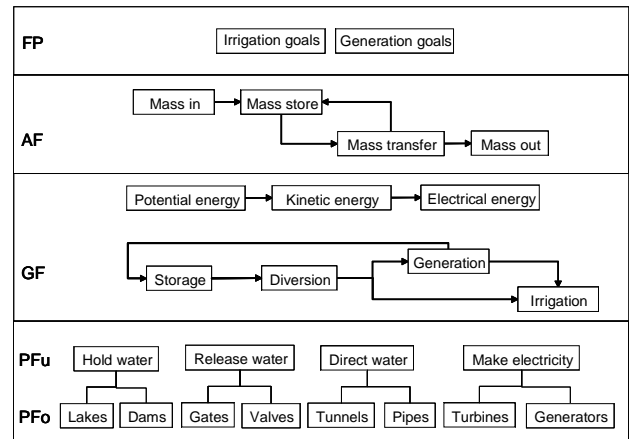 FP
Irrigation goals Generation goals
AF
Mass in Mass store
Mass transfer Mass out
Potential energy Kinetic energy Electrical energy
GF
Generation
Storage Diversion
Irrigation
PFu
Hold water Release water Direct water Make electricity
PFo
Lakes Dams Gates Valves Tunnels Pipes Turbines Generators